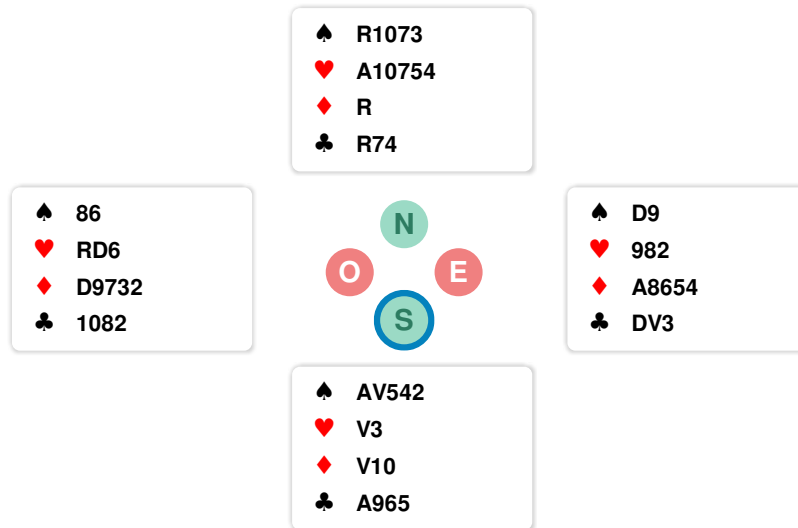 ♠ R1073
♥ A10754
♦ R
♣ R74
♠ 86
♥ RD6
♦ D9732
♣ 1082
N
O E
S
♠ D9
♥ 982
♦ A8654
♣ DV3
♠ AV542
♥ V3
♦ V10
♣ A965